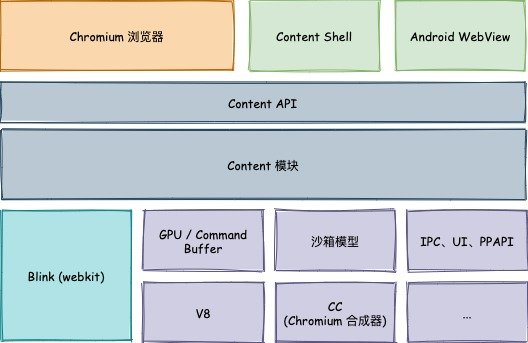 Chromium 浏览器
Content Shell
Android WebView
Content API
Content 模块
Blink (webkit)
GPU / Command
Buffer
沙箱模型
IPC、UI、PPAPI
V8
CC
(Chromium 合成器)
...